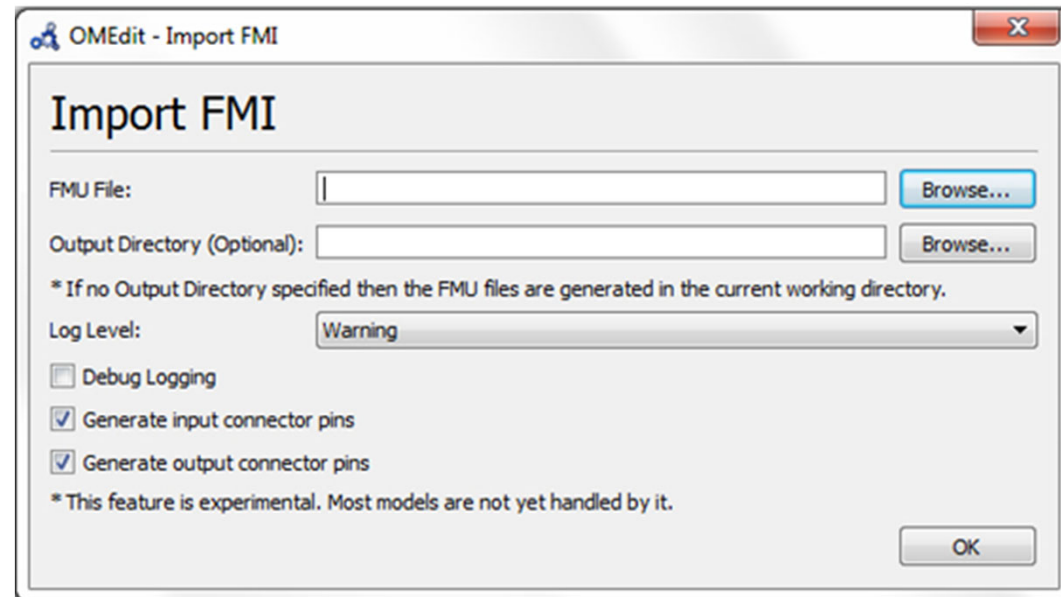 OMEdit - Import FMI
Import FMI
FMU File: Browse...
Output Directory (Optional): Browse...
* If no Output Directory specified then the FMU files are generated in the current working directory.
Log Level: Warning
Debug Logging
Generate input connector pins
Generate output connector pins
* This feature is experimental. Most models are not yet handled by it.
OK